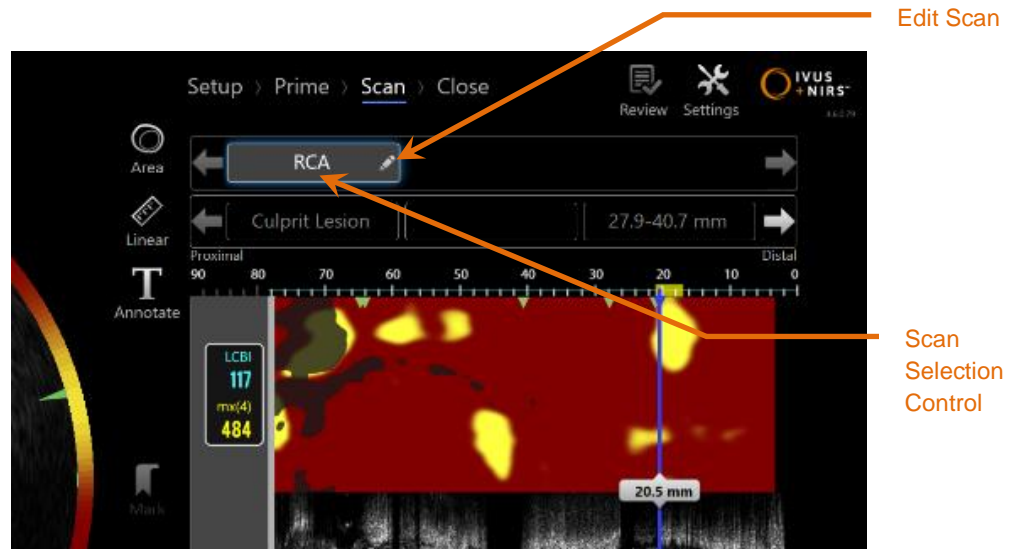 Edit Scan
Setup > Prime > Scan > Close
IVUS
+NIRS
Review Settings
Area
RCA
Linear
Culprit Lesion
27.9-40.7 mm
Proximal
Distal
90 80 70 60 50 40 30 20 10 0
T
Annotate
LCBI
117
mx(4)
484
Scan
Selection
Control
20.5 mm
Mark